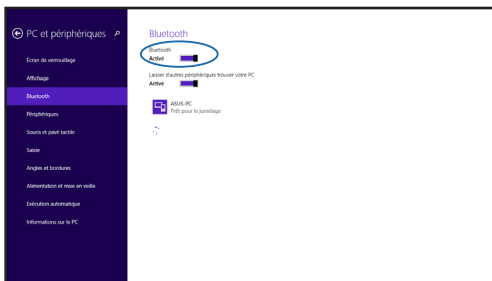 PC et périphériques
Écran de verrouillage
Affichage
Bluetooth
Périphériques
Souris et pavé tactile
Saisie
Angles et bordures
Alimentation et mise en veille
Exécution automatique
Informations sur le PC
Bluetooth
Bluetooth
Activé
Laisser d'autres périphériques trouver votre PC
Activé
ASUS-PC
Prêt pour le jumelage